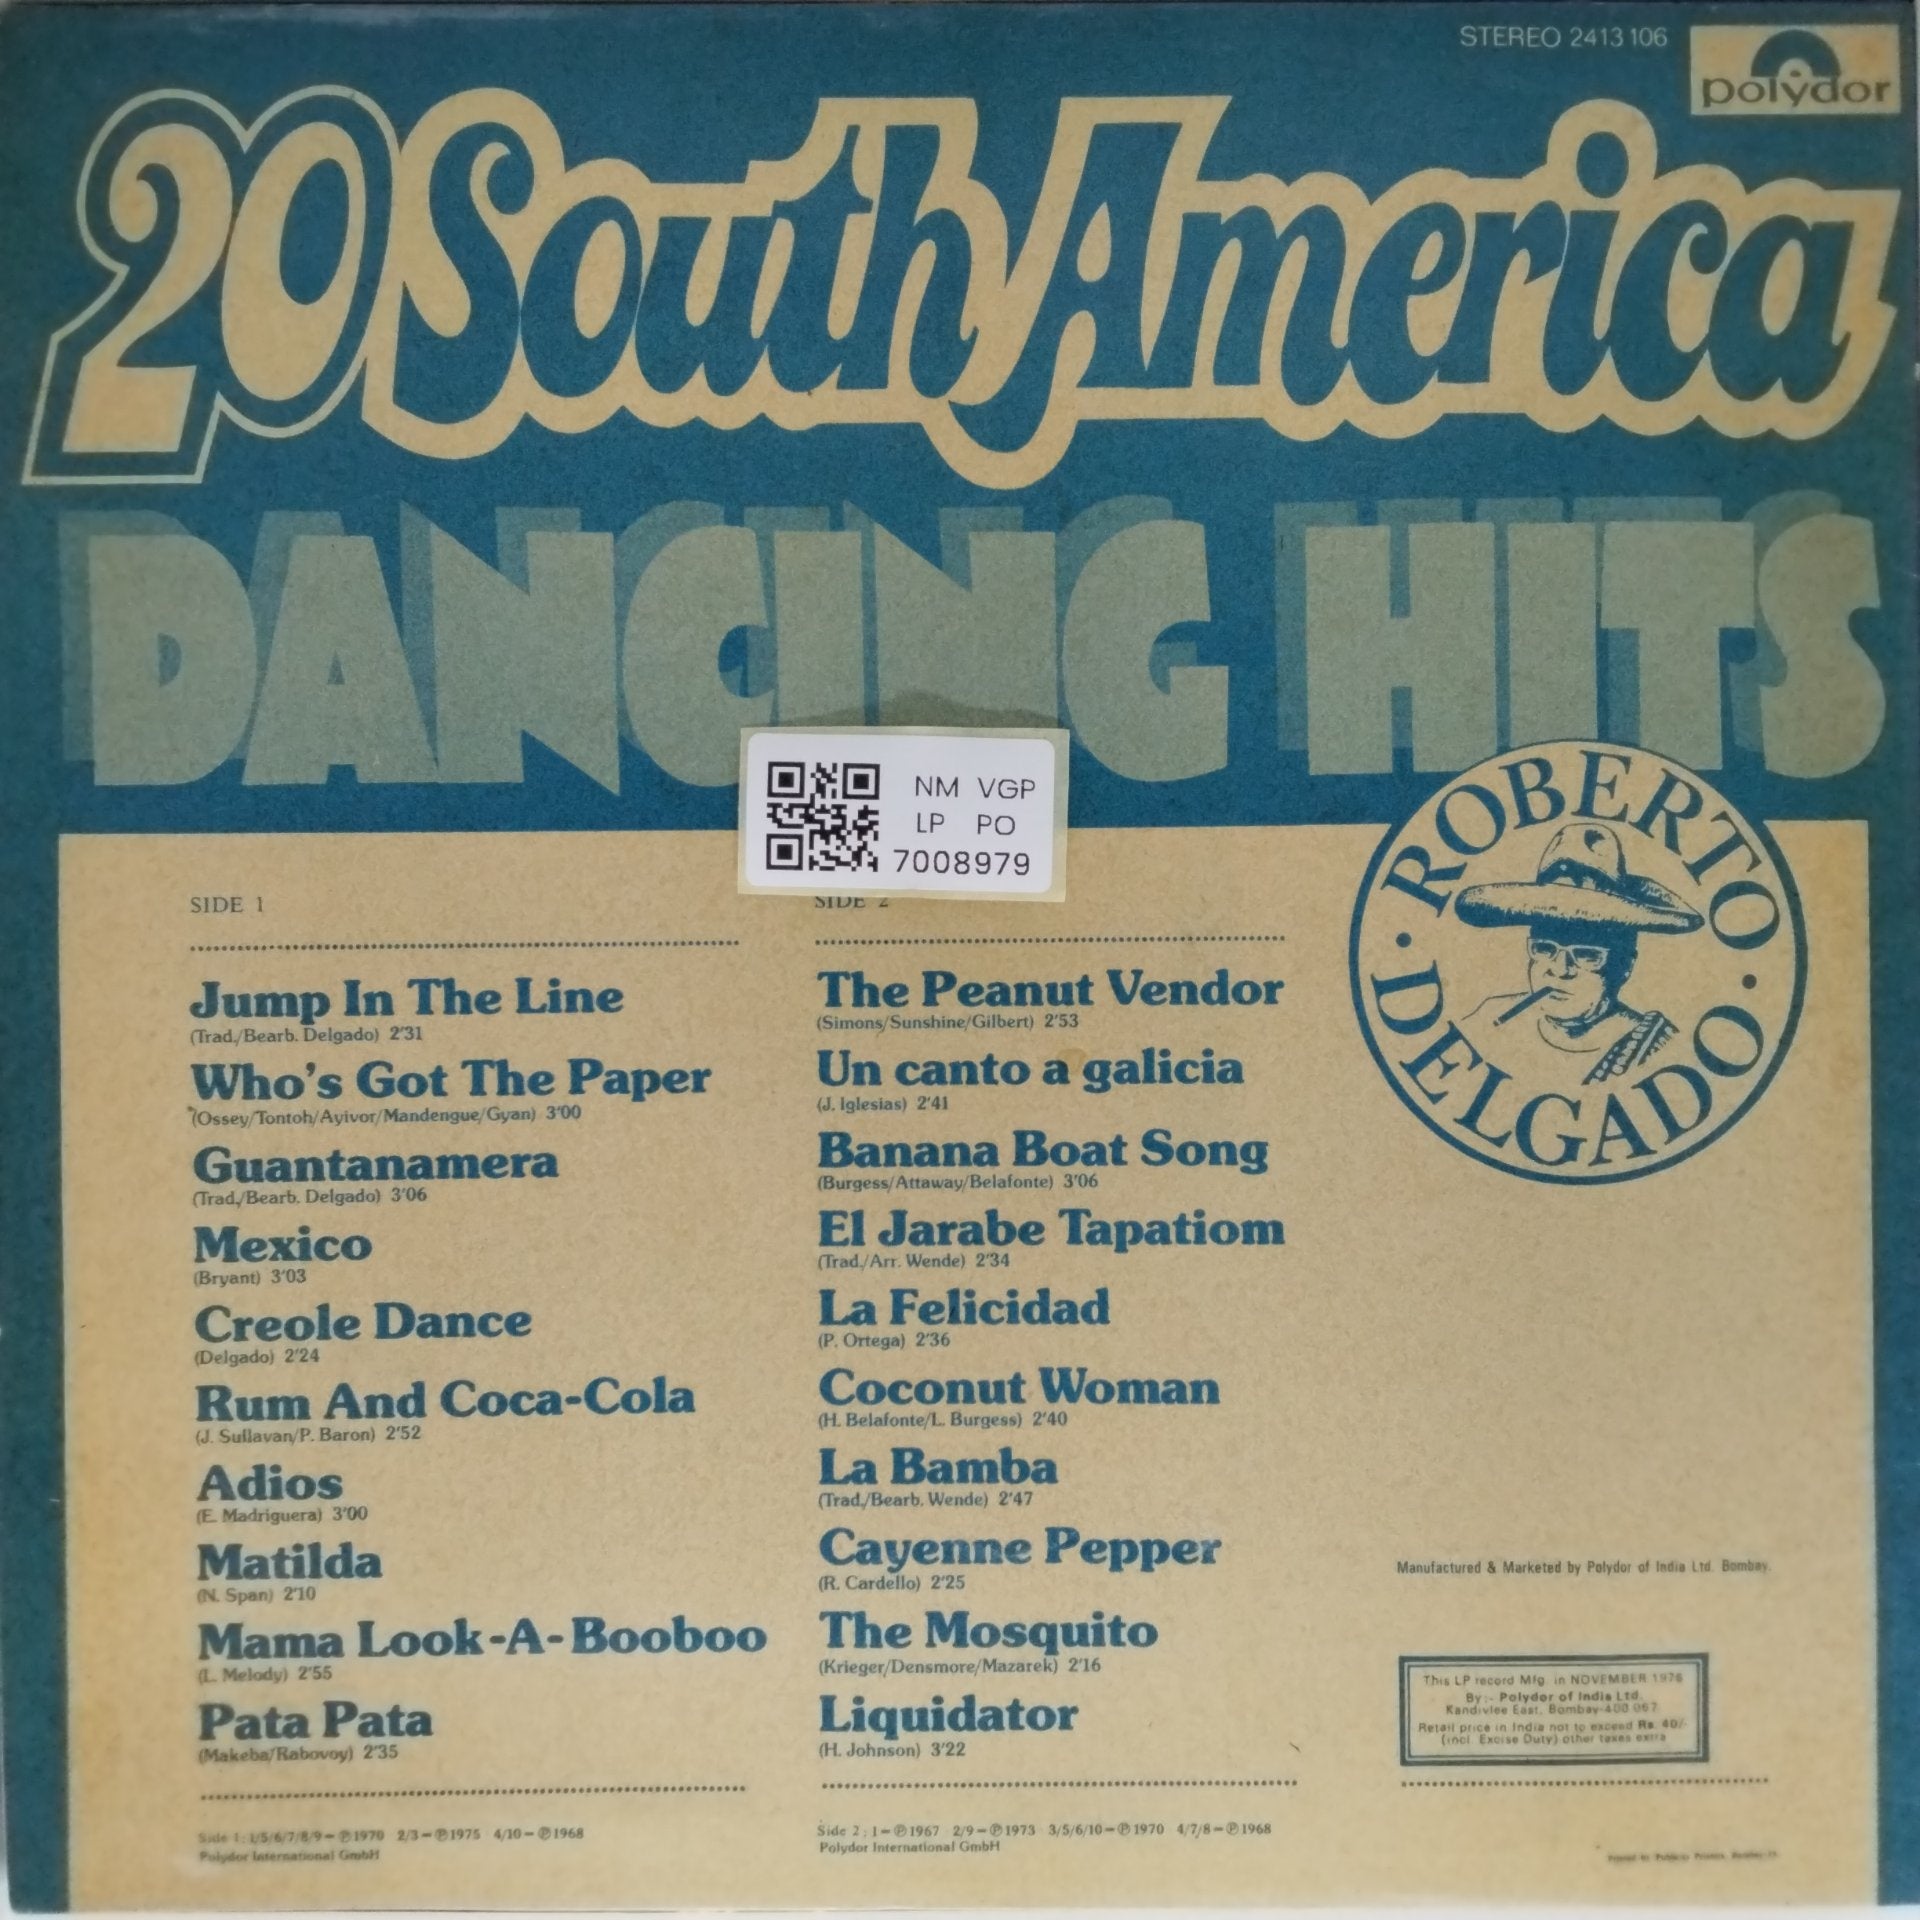 STEREO 2413 106
polydor
20 South America
DANCING HITS
NM VGP
LP PO
7008979
· ROBERTO · DELGADO
SIDE 1
Jump In The Line
(Trad./Bearb. Delgado) 2'31
Who's Got The Paper
(Ossey/Tontoh/Ayivor/Mandengue/Gyan) 3'00
Guantanamera
(Trad./Bearb. Delgado) 3'06
Mexico
(Bryant) 3'03
Creole Dance
(Delgado) 2'24
Rum And Coca-Cola
(J. Sullavan/P. Baron) 2'52
Adios
(E. Madriguera) 3'00
Matilda
(N. Span) 2'10
Mama Look-A-Booboo
(L. Melody) 2'55
Pata Pata
(Makeba/Rabovoy) 2'35
Side 1: 1/5/6/7/8/9 – ℗ 1970 2/3 – ℗ 1975 4/10 – ℗ 1968
Polydor International GmbH
SIDE 2
The Peanut Vendor
(Simons/Sunshine/Gilbert) 2'53
Un canto a galicia
(J. Iglesias) 2'41
Banana Boat Song
(Burgess/Attaway/Belafonte) 3'06
El Jarabe Tapatiom
(Trad./Arr. Wende) 2'34
La Felicidad
(P. Ortega) 2'36
Coconut Woman
(H. Belafonte/L. Burgess) 2'40
La Bamba
(Trad./Bearb. Wende) 2'47
Cayenne Pepper
(R. Cardello) 2'25
The Mosquito
(Krieger/Densmore/Mazarek) 2'16
Liquidator
(H. Johnson) 3'22
Side 2: 1 – ℗ 1967 2/9 – ℗ 1973 3/5/6/10 – ℗ 1970 4/7/8 – ℗ 1968
Polydor International GmbH
Manufactured & Marketed by Polydor of India Ltd. Bombay.
This LP record Mfg. in NOVEMBER 1976
By:- Polydor of India Ltd.
Kandivlee East, Bombay-400 067
Retail price in India not to exceed Rs. 40/-
(incl. Excise Duty) other taxes extra